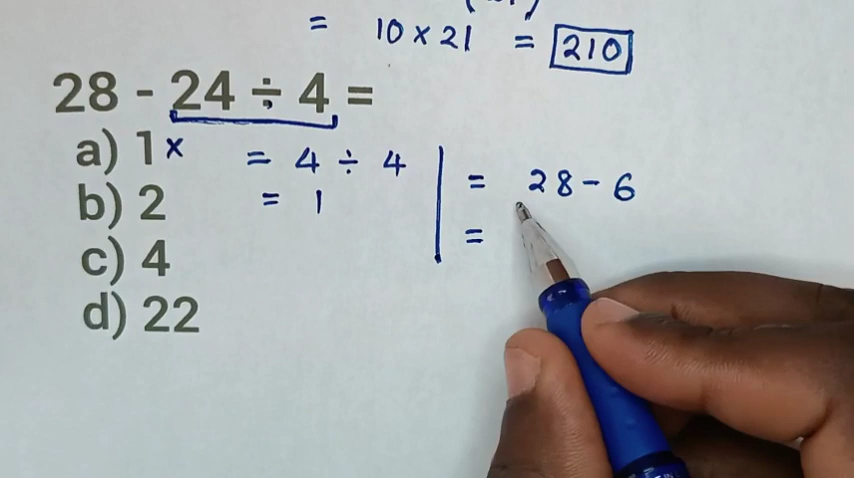 = 10 × 21 = 210
28 - 24 ÷ 4 =
a) 1 × = 4 ÷ 4 = 28 - 6
b) 2 = 1 =
c) 4
d) 22